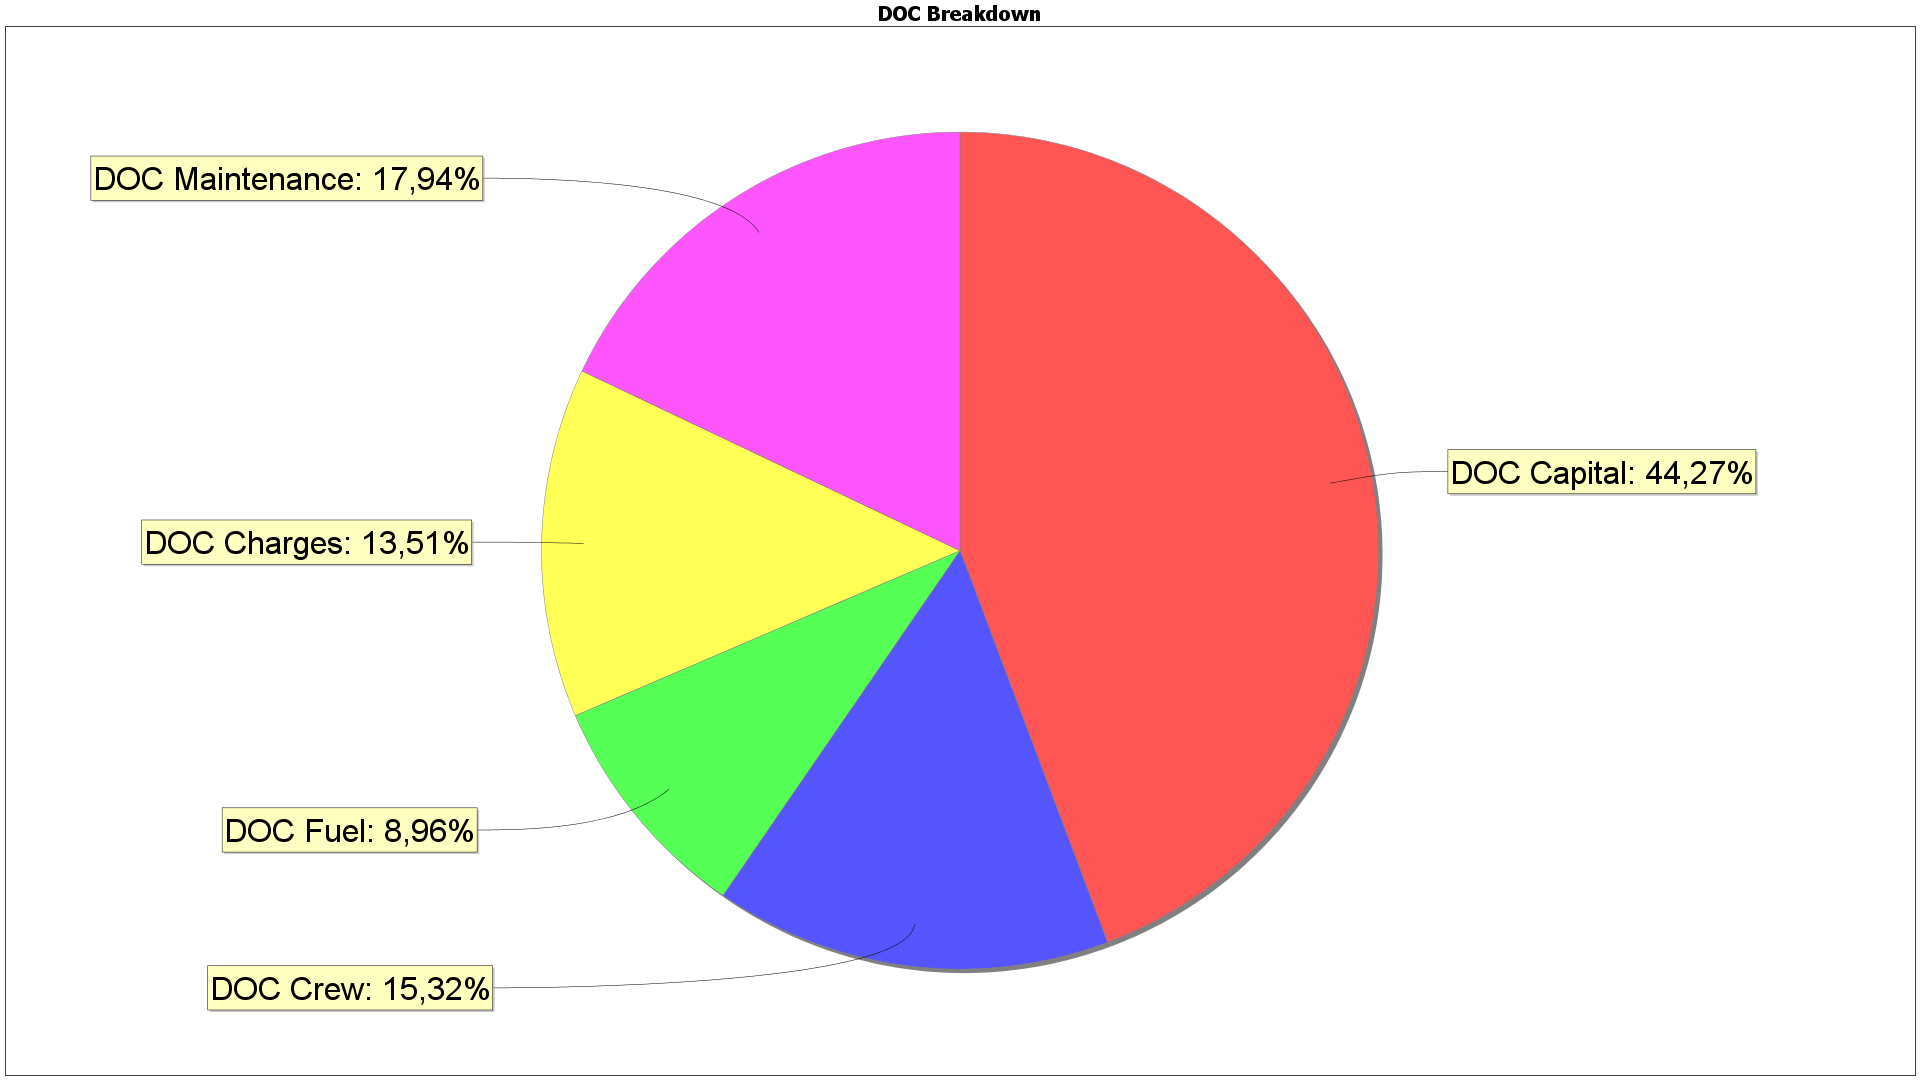 DOC Breakdown
DOC Maintenance: 17,94%
DOC Capital: 44,27%
DOC Charges: 13,51%
DOC Fuel: 8,96%
DOC Crew: 15,32%